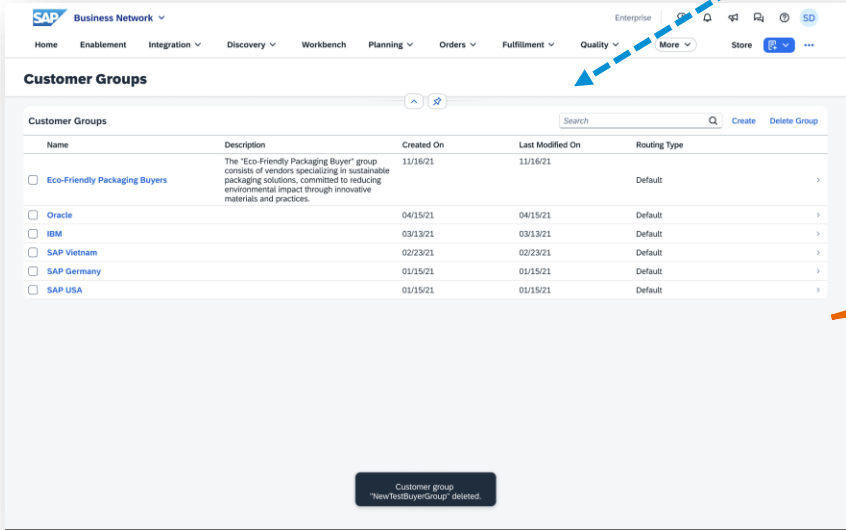 SAP Business Network
Enterprise
SD
Home Enablement Integration Discovery Workbench Planning Orders Fulfillment Quality More Store
Customer Groups
Customer Groups Search Create Delete Group
Name Description Created On Last Modified On Routing Type
Eco-Friendly Packaging Buyers
The "Eco-Friendly Packaging Buyer" group
consists of vendors specializing in sustainable
packaging solutions, committed to reducing
environmental impact through innovative
materials and practices.
11/16/21 11/16/21 Default
Oracle 04/15/21 04/15/21 Default
IBM 03/13/21 03/13/21 Default
SAP Vietnam 02/23/21 02/23/21 Default
SAP Germany 01/15/21 01/15/21 Default
SAP USA 01/15/21 01/15/21 Default
Customer group
"NewTestBuyerGroup" deleted.